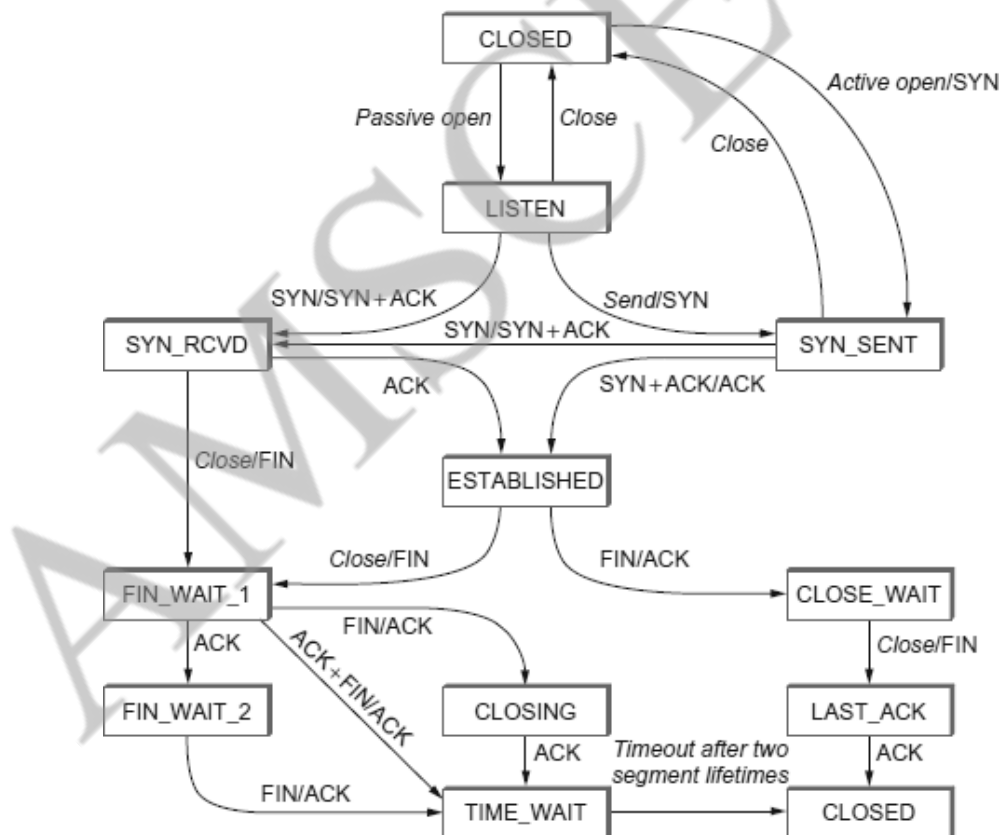 CLOSED
Active open/SYN
Passive open
Close
Close
LISTEN
SYN/SYN + ACK
Send/SYN
SYN/SYN + ACK
SYN_RCVD
SYN_SENT
ACK
SYN + ACK/ACK
Close/FIN
ESTABLISHED
Close/FIN
FIN/ACK
FIN_WAIT_1
CLOSE_WAIT
FIN/ACK
ACK
ACK + FIN/ACK
Close/FIN
FIN_WAIT_2
CLOSING
LAST_ACK
ACK
Timeout after two
segment lifetimes
ACK
FIN/ACK
TIME_WAIT
CLOSED
AMSCE